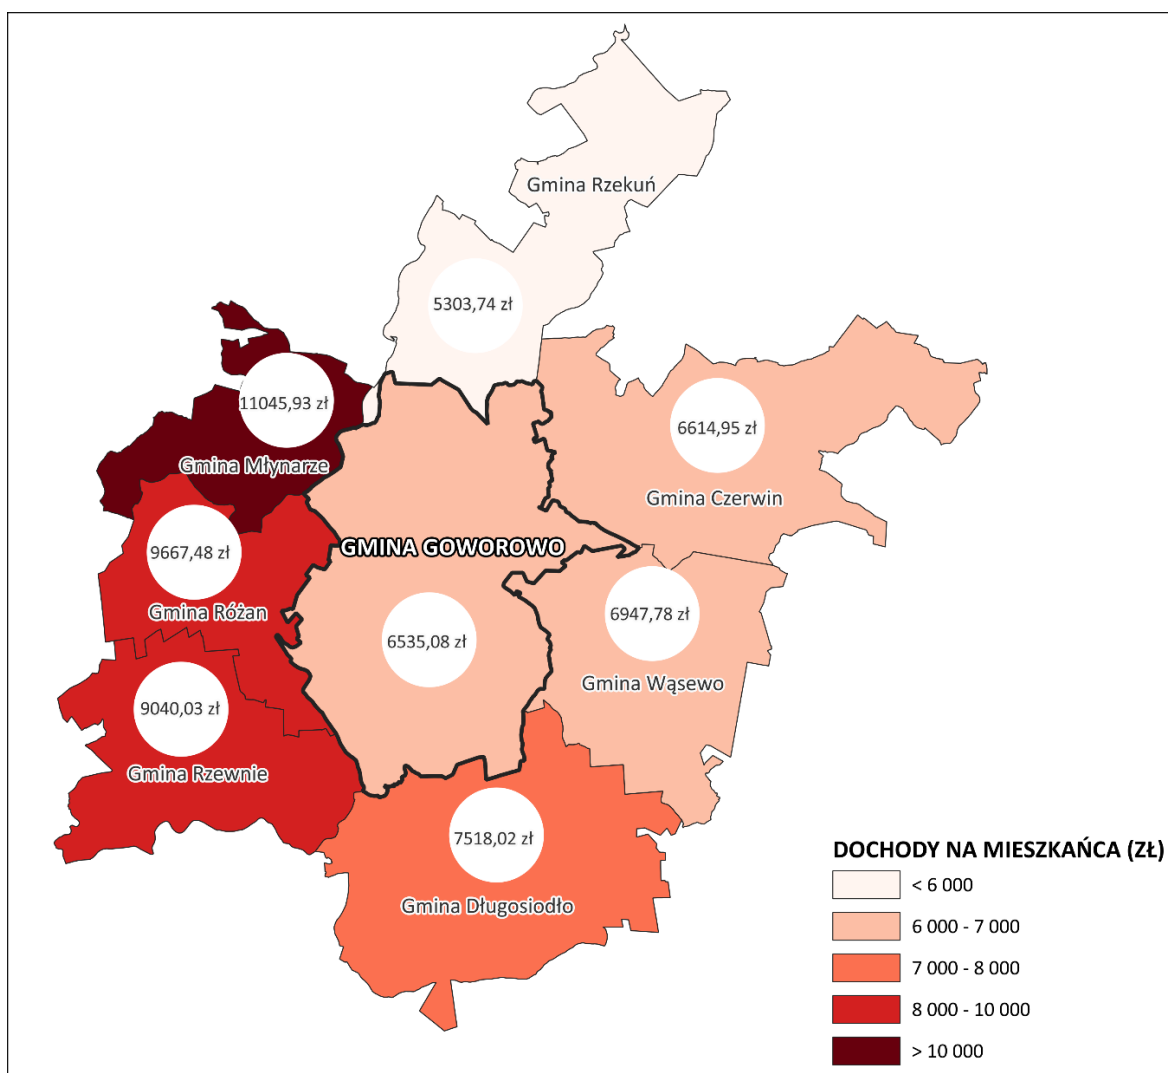 Gmina Rzekuń
5303,74 zł
11045,93 zł
Gmina Młynarze
6614,95 zł
Gmina Czerwin
9667,48 zł
Gmina Różan
GMINA GOWOROWO
6535,08 zł
6947,78 zł
Gmina Wąsewo
9040,03 zł
Gmina Rzewnie
7518,02 zł
Gmina Długosiodło
DOCHODY NA MIESZKAŃCA (ZŁ)
< 6 000
6 000 - 7 000
7 000 - 8 000
8 000 - 10 000
> 10 000